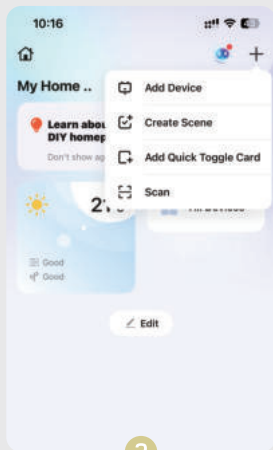 10:16
My Home ..
Add Device
Learn abou
DIY homep
Create Scene
Don't show ag
Add Quick Toggle Card
Scan
Good
Good
Edit